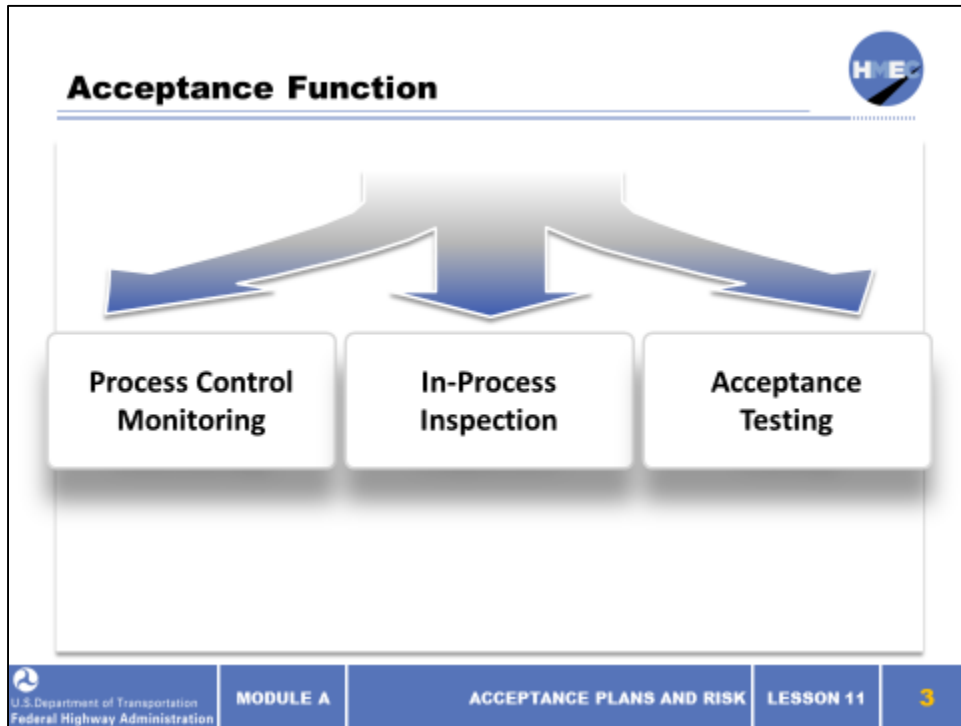 Acceptance Function
HMEC
Process Control
Monitoring
In-Process
Inspection
Acceptance
Testing
U.S.Department of Transportation
Federal Highway Administration
MODULE A
ACCEPTANCE PLANS AND RISK
LESSON 11
3